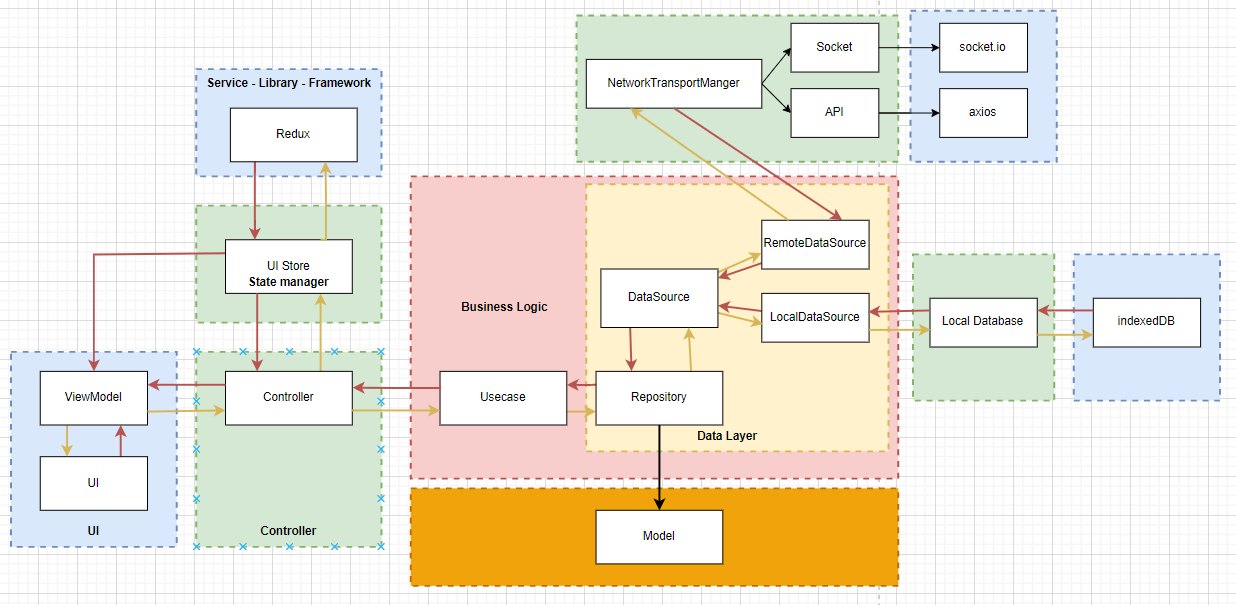 Socket
socket.io
Service - Library - Framework
NetworkTransportManger
API
axios
Redux
RemoteDataSource
UI Store
State manager
DataSource
Business Logic
LocalDataSource
Local Database
indexedDB
ViewModel
Controller
Usecase
Repository
Data Layer
UI
UI
Controller
Model